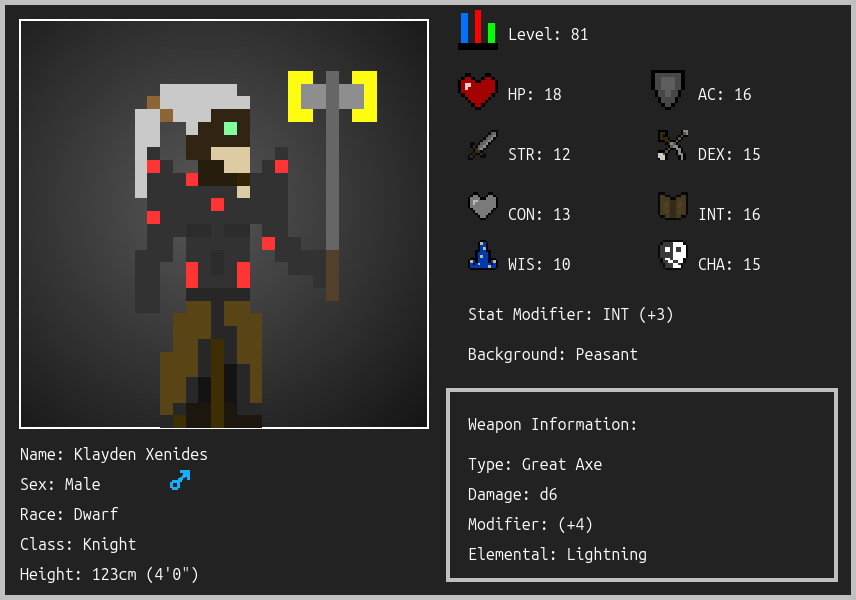 Level: 81
HP: 18
AC: 16
STR: 12
DEX: 15
CON: 13
INT: 16
WIS: 10
CHA: 15
Stat Modifier: INT (+3)
Background: Peasant
Name: Klayden Xenides
Sex: Male
Race: Dwarf
Class: Knight
Height: 123cm (4'0")
Weapon Information:
Type: Great Axe
Damage: d6
Modifier: (+4)
Elemental: Lightning